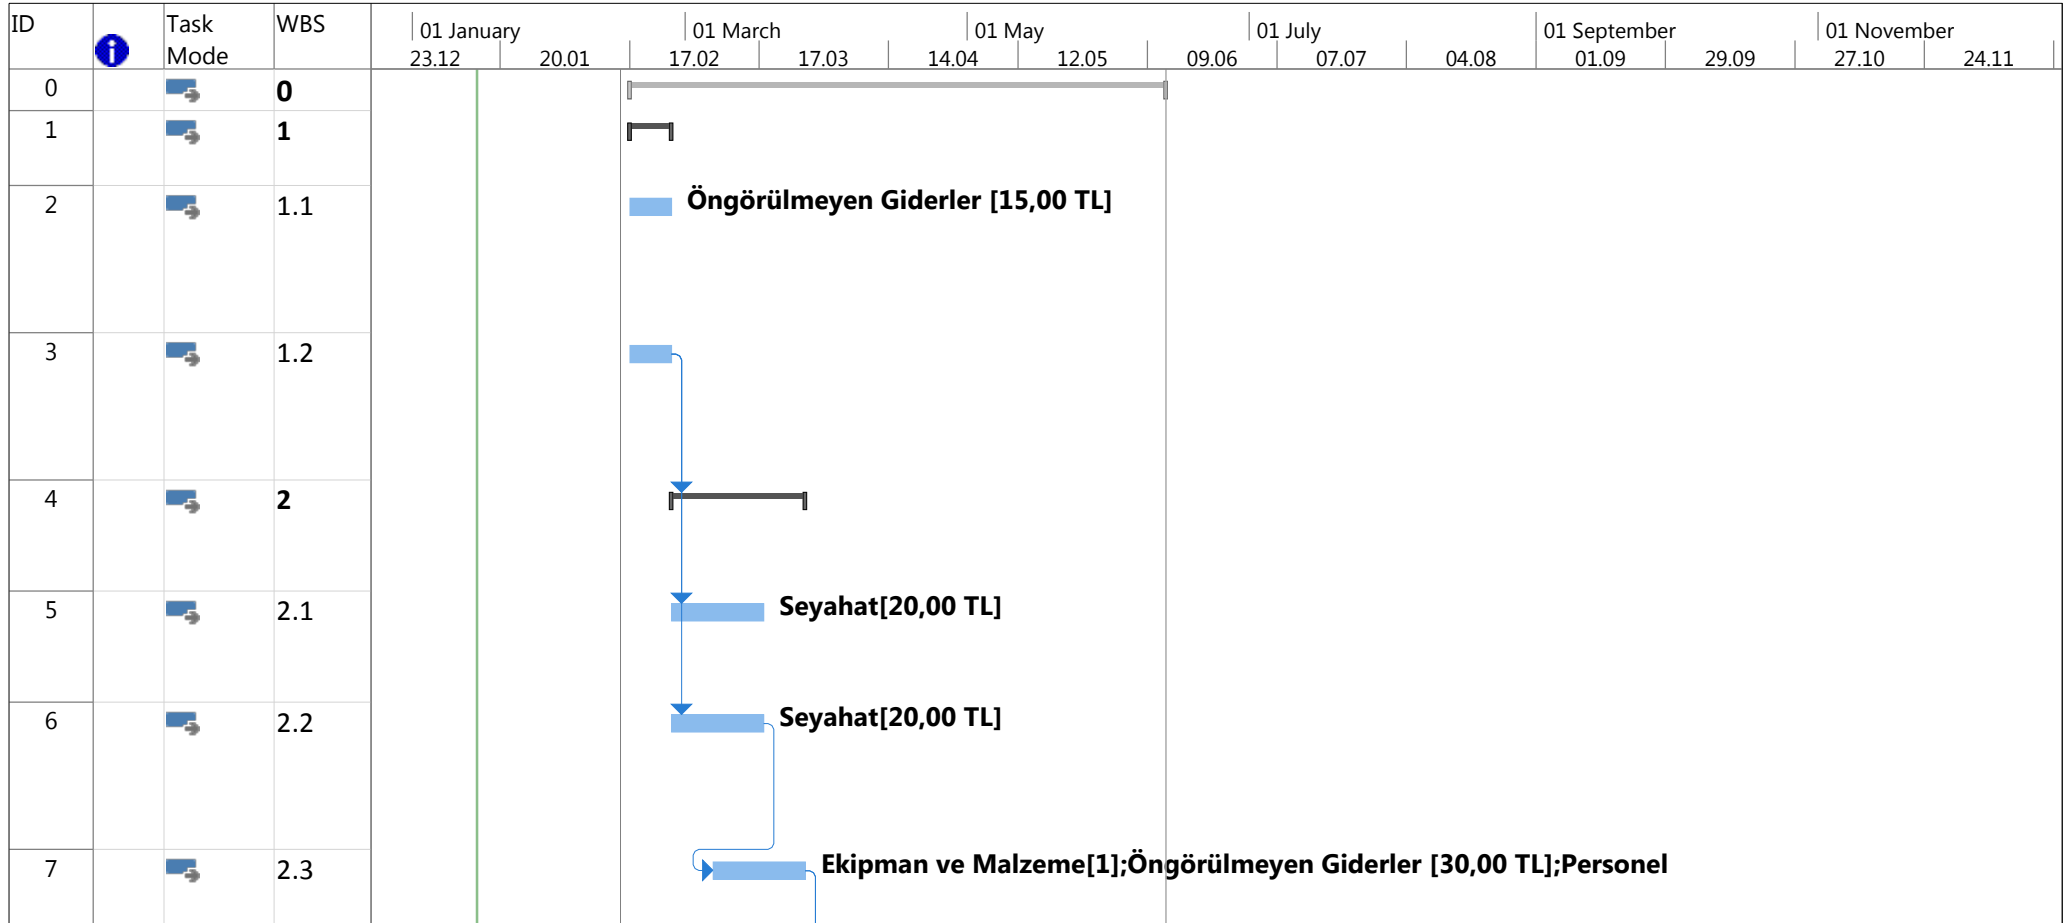 ID Task Mode WBS
01 January 01 March 01 May 01 July 01 September 01 November
23.12 20.01 17.02 17.03 14.04 12.05 09.06 07.07 04.08 01.09 29.09 27.10 24.11
0 0
1 1
2 1.1 Öngörülmeyen Giderler [15,00 TL]
3 1.2
4 2
5 2.1 Seyahat[20,00 TL]
6 2.2 Seyahat[20,00 TL]
7 2.3 Ekipman ve Malzeme[1];Öngörülmeyen Giderler [30,00 TL];Personel